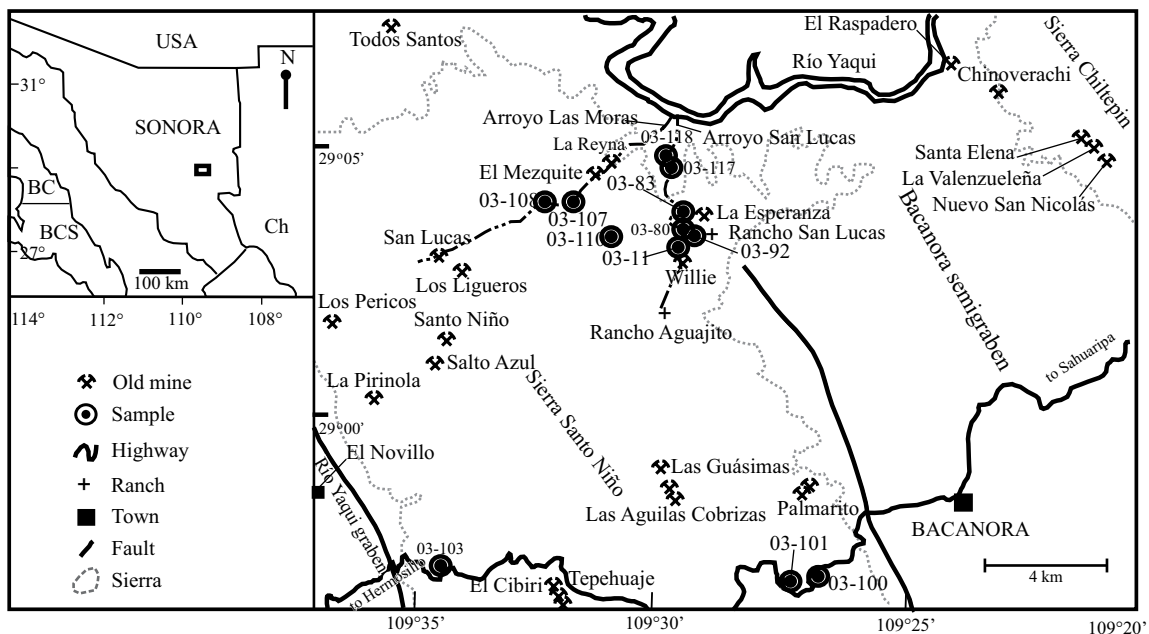 USA
N
31°
SONORA
BC
BCS
Ch
27°
100 km
114°
112°
110°
108°
Old mine
Sample
Highway
Ranch
Town
Fault
Sierra
Todos Santos
El Raspadero
Río Yaqui
Chinoverachi
Sierra Chiltepin
Arroyo Las Moras
Arroyo San Lucas
29°05'
03-118
La Reyna
03-117
El Mezquite
03-83
Santa Elena
La Valenzueleña
Nuevo San Nicolás
03-108
03-107
La Esperanza
03-80
Rancho San Lucas
03-110
03-11
03-92
San Lucas
Willie
Los Ligueros
Bacanora semigraben
Los Pericos
Santo Niño
Rancho Aguajito
Salto Azul
to Sahuaripa
La Pirinola
Sierra Santo Niño
29°00'
El Novillo
Río Yaqui graben
Las Guásimas
Las Aguilas Cobrizas
Palmarito
BACANORA
03-103
03-101
03-100
to Hermosillo
El Cibiri
Tepehuaje
4 km
109°35'
109°30'
109°25'
109°20'